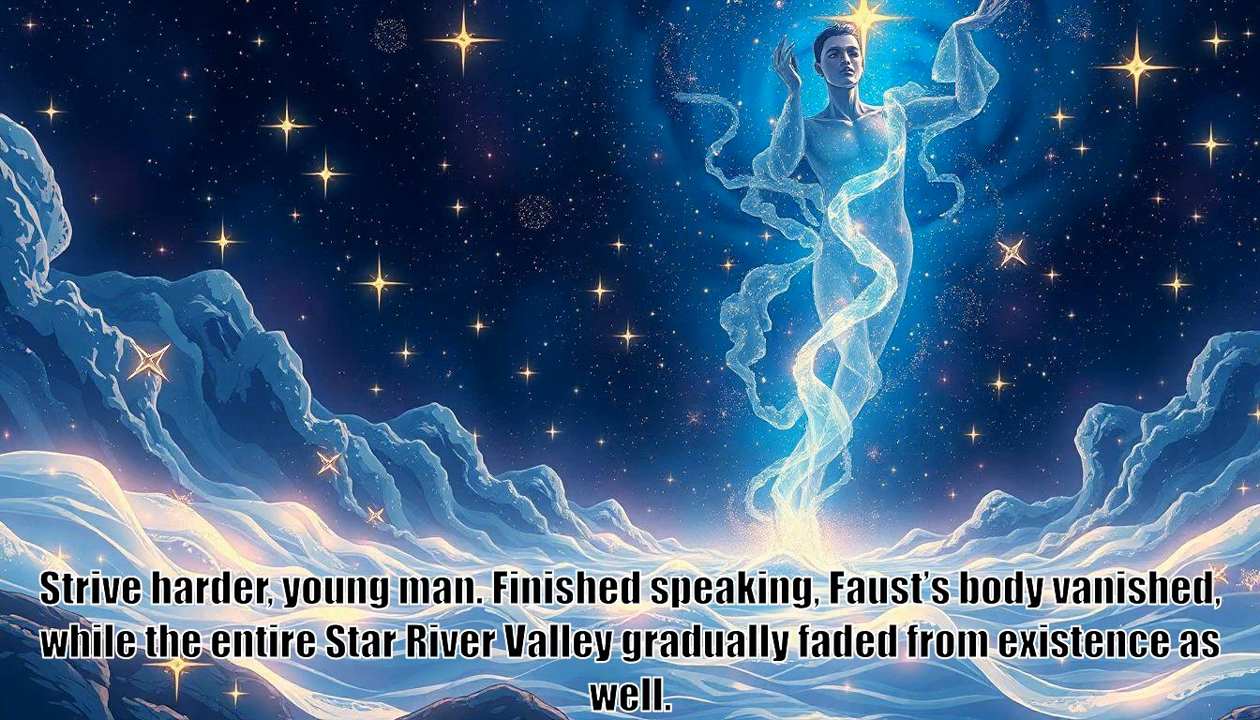 Strive harder, young man. Finished speaking, Faust’s body vanished,
while the entire Star River Valley gradually faded from existence as
well.